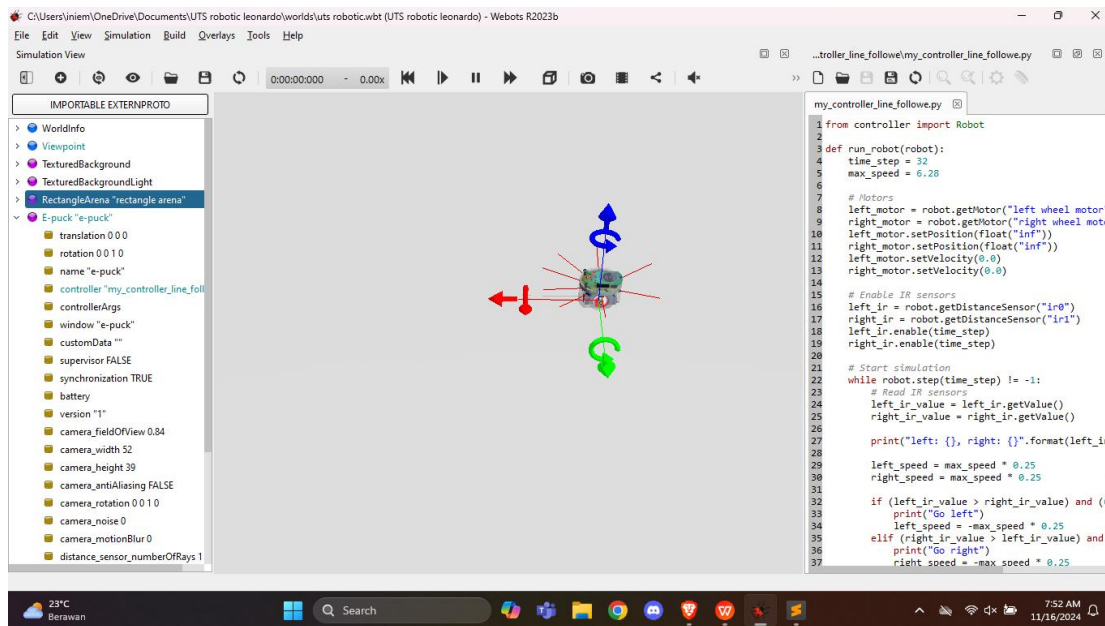 C:\Users\iniem\OneDrive\Documents\UTS robotic leonardo\worlds\uts robotic.wbt (UTS robotic leonardo) - Webots R2023b
File Edit View Simulation Build Overlays Tools Help
Simulation View
...troller_line_followe\my_controller_line_followe.py
0:00:00:000 - 0.00x
IMPORTABLE EXTERNPROTO
WorldInfo
Viewpoint
TexturedBackground
TexturedBackgroundLight
RectangleArena "rectangle arena"
E-puck "e-puck"
translation 0 0 0
rotation 0 0 1 0
name "e-puck"
controller "my_controller_line_foll
controllerArgs
window "e-puck"
customData ""
supervisor FALSE
synchronization TRUE
battery
version "1"
camera_fieldOfView 0.84
camera_width 52
camera_height 39
camera_antiAliasing FALSE
camera_rotation 0 0 1 0
camera_noise 0
camera_motionBlur 0
distance_sensor_numberOfRays 1
my_controller_line_followe.py
1 from controller import Robot
2
3 def run_robot(robot):
4     time_step = 32
5     max_speed = 6.28
6
7     # Motors
8     left_motor = robot.getMotor("left wheel motor"
9     right_motor = robot.getMotor("right wheel mot
10     left_motor.setPosition(float("inf"))
11     right_motor.setPosition(float("inf"))
12     left_motor.setVelocity(0.0)
13     right_motor.setVelocity(0.0)
14
15     # Enable IR sensors
16     left_ir = robot.getDistanceSensor("ir0")
17     right_ir = robot.getDistanceSensor("ir1")
18     left_ir.enable(time_step)
19     right_ir.enable(time_step)
20
21     # Start simulation
22     while robot.step(time_step) != -1:
23         # Read IR sensors
24         left_ir_value = left_ir.getValue()
25         right_ir_value = right_ir.getValue()
26
27         print("left: {}, right: {}".format(left_i
28
29         left_speed = max_speed * 0.25
30         right_speed = max_speed * 0.25
31
32         if (left_ir_value > right_ir_value) and (
33             print("Go left")
34             left_speed = -max_speed * 0.25
35         elif (right_ir_value > left_ir_value) and
36             print("Go right")
37             right_speed = -max_speed * 0.25
23°C
Berawan
Search
7:52 AM
11/16/2024